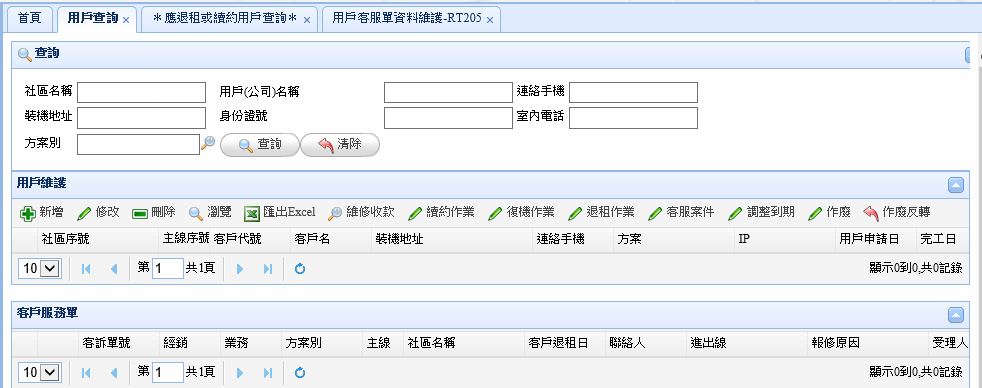 首頁 用戶查詢 × ＊應退租或續約用戶查詢＊ × 用戶客服單資料維護-RT205 ×
查詢
社區名稱 用戶(公司)名稱 連絡手機
裝機地址 身份證號 室內電話
方案別 查詢 清除
用戶維護
新增 修改 刪除 瀏覽 匯出Excel 維修收款 續約作業 復機作業 退租作業 客服案件 調整到期 作廢 作廢反轉
社區序號 主線序號 客戶代號 客戶名 裝機地址 連絡手機 方案 IP 用戶申請日 完工日
10 第 1 共1頁 顯示0到0,共0記錄
客戶服務單
客訴單號 經銷 業務 方案別 主線 社區名稱 客戶退租日 聯絡人 進出線 報修原因 受理人
10 第 1 共1頁 顯示0到0,共0記錄